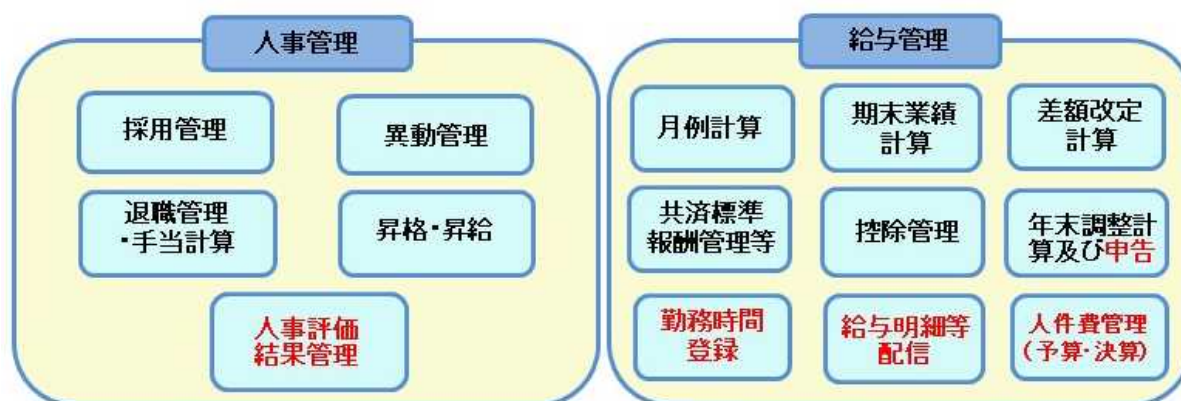 人事管理
採用管理
異動管理
退職管理
・手当計算
昇格・昇給
人事評価
結果管理
給与管理
月例計算
期末業績
計算
差額改定
計算
共済標準
報酬管理等
控除管理
年末調整計
算及び申告
勤務時間
登録
給与明細等
配信
人件費管理
(予算・決算)